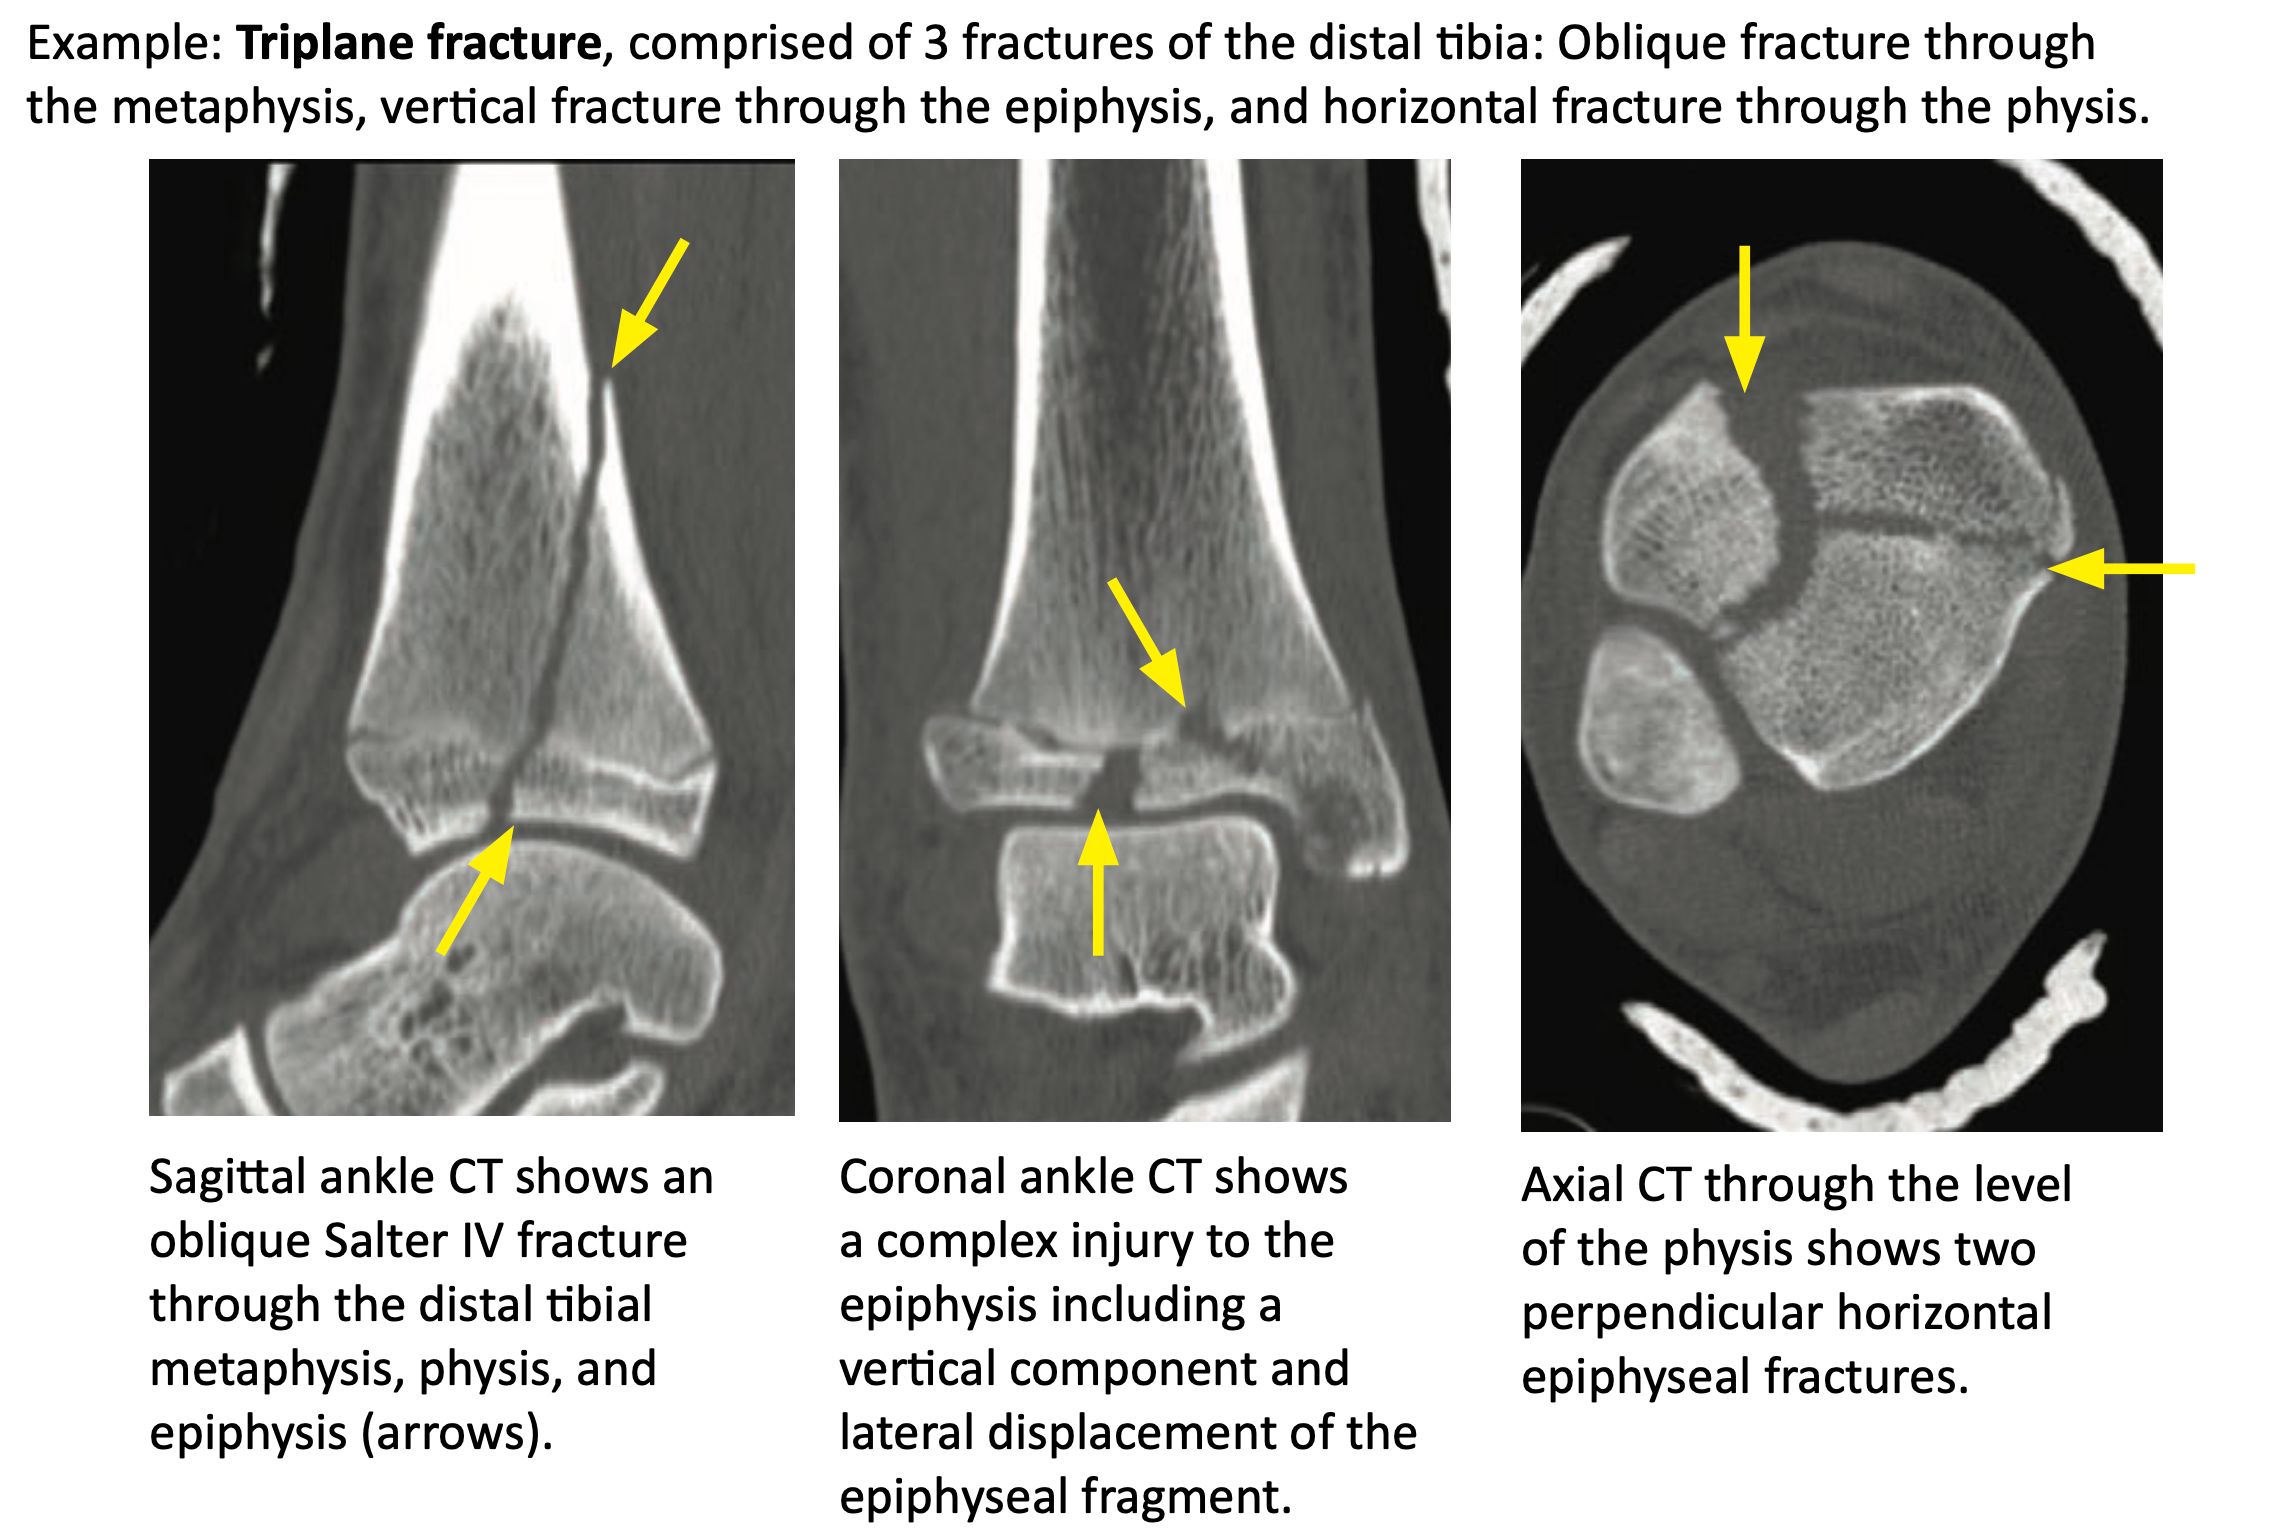 Example: Triplane fracture, comprised of 3 fractures of the distal tibia: Oblique fracture through
the metaphysis, vertical fracture through the epiphysis, and horizontal fracture through the physis.
Sagittal ankle CT shows an
oblique Salter IV fracture
through the distal tibial
metaphysis, physis, and
epiphysis (arrows).
Coronal ankle CT shows
a complex injury to the
epiphysis including a
vertical component and
lateral displacement of the
epiphyseal fragment.
Axial CT through the level
of the physis shows two
perpendicular horizontal
epiphyseal fractures.